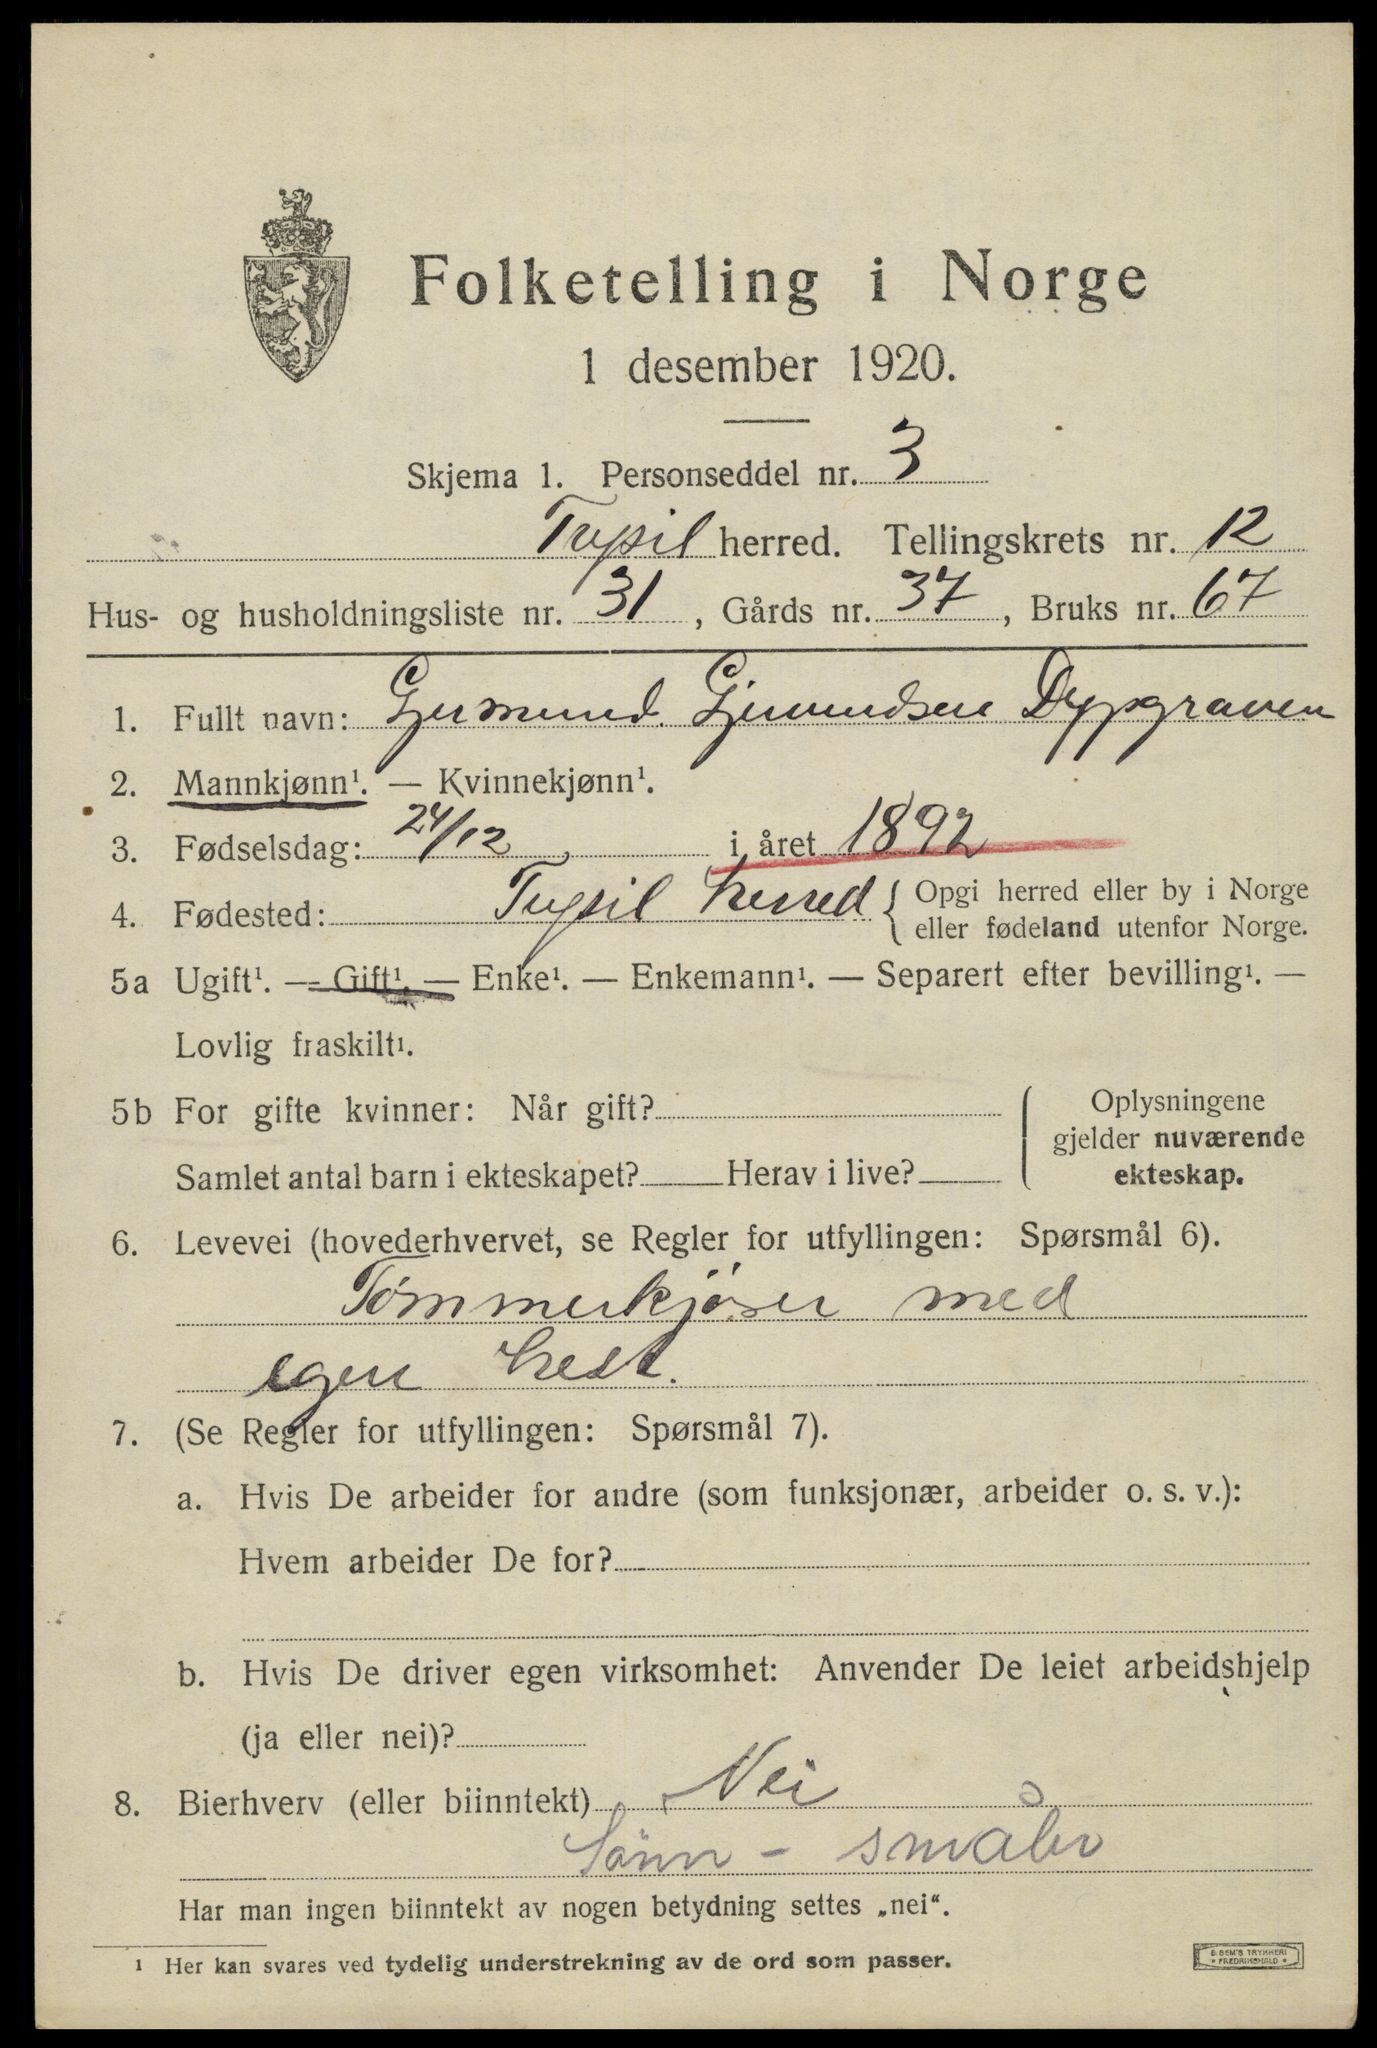 Folketelling i Norge
1 desember 1920.
Skjema 1. Personseddel nr. 3
Trysil herred. Tellingskrets nr. 12
Hus- og husholdningsliste nr. 31, Gårds nr. 37, Bruks nr. 67
1. Fullt navn: Gjermund Gjermundsen Dypgraven
2. Mannkjønn¹. — Kvinnekjønn¹.
3. Fødselsdag: 24/12 i året 1892
4. Fødested: Trysil herred { Opgi herred eller by i Norge
eller fødeland utenfor Norge.
5a Ugift¹. — Gift¹. — Enke¹. — Enkemann¹. — Separert efter bevilling¹. —
Lovlig fraskilt¹.
5b For gifte kvinner: Når gift?
Samlet antal barn i ekteskapet? Herav i live?
Oplysningene
gjelder nuværende
ekteskap.
6. Levevei (hovederhvervet, se Regler for utfyllingen: Spørsmål 6).
Tømmerkjører med
egen hest.
7. (Se Regler for utfyllingen: Spørsmål 7).
a. Hvis De arbeider for andre (som funksjonær, arbeider o. s. v.):
Hvem arbeider De for?
b. Hvis De driver egen virksomhet: Anvender De leiet arbeidshjelp
(ja eller nei)?
8. Bierhverv (eller biinntekt) Nei
Sönn - småbr
Har man ingen biinntekt av nogen betydning settes „nei“.
¹ Her kan svares ved tydelig understrekning av de ord som passer.
E. SEM'S TRYKKERI
* FREDRIKSHALD *